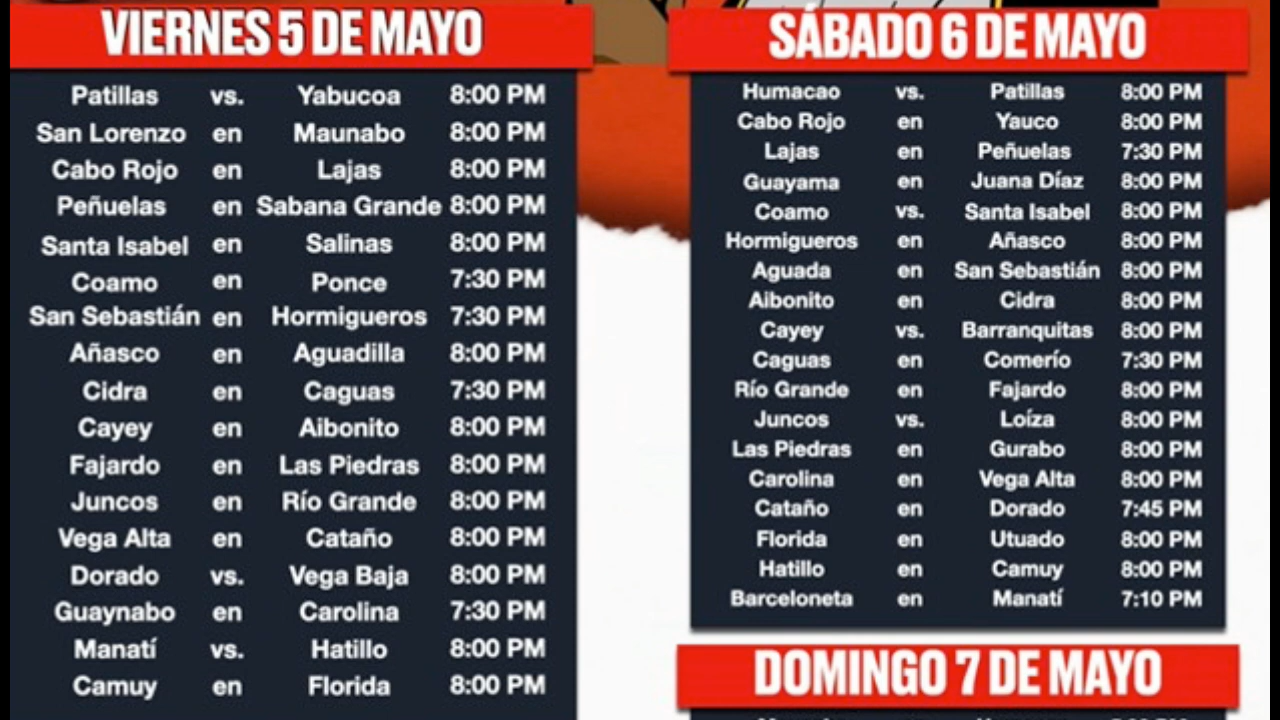 VIERNES 5 DE MAYO
Patillas vs. Yabucoa 8:00 PM
San Lorenzo en Maunabo 8:00 PM
Cabo Rojo en Lajas 8:00 PM
Peñuelas en Sabana Grande 8:00 PM
Santa Isabel en Salinas 8:00 PM
Coamo en Ponce 7:30 PM
San Sebastián en Hormigueros 7:30 PM
Añasco en Aguadilla 8:00 PM
Cidra en Caguas 7:30 PM
Cayey en Aibonito 8:00 PM
Fajardo en Las Piedras 8:00 PM
Juncos en Río Grande 8:00 PM
Vega Alta en Cataño 8:00 PM
Dorado vs. Vega Baja 8:00 PM
Guaynabo en Carolina 7:30 PM
Manatí vs. Hatillo 8:00 PM
Camuy en Florida 8:00 PM
SÁBADO 6 DE MAYO
Humacao vs. Patillas 8:00 PM
Cabo Rojo en Yauco 8:00 PM
Lajas en Peñuelas 7:30 PM
Guayama en Juana Díaz 8:00 PM
Coamo vs. Santa Isabel 8:00 PM
Hormigueros en Añasco 8:00 PM
Aguada en San Sebastián 8:00 PM
Aibonito en Cidra 8:00 PM
Cayey vs. Barranquitas 8:00 PM
Caguas en Comerío 7:30 PM
Río Grande en Fajardo 8:00 PM
Juncos vs. Loíza 8:00 PM
Las Piedras en Gurabo 8:00 PM
Carolina en Vega Alta 8:00 PM
Cataño en Dorado 7:45 PM
Florida en Utuado 8:00 PM
Hatillo en Camuy 8:00 PM
Barceloneta en Manatí 7:10 PM
DOMINGO 7 DE MAYO